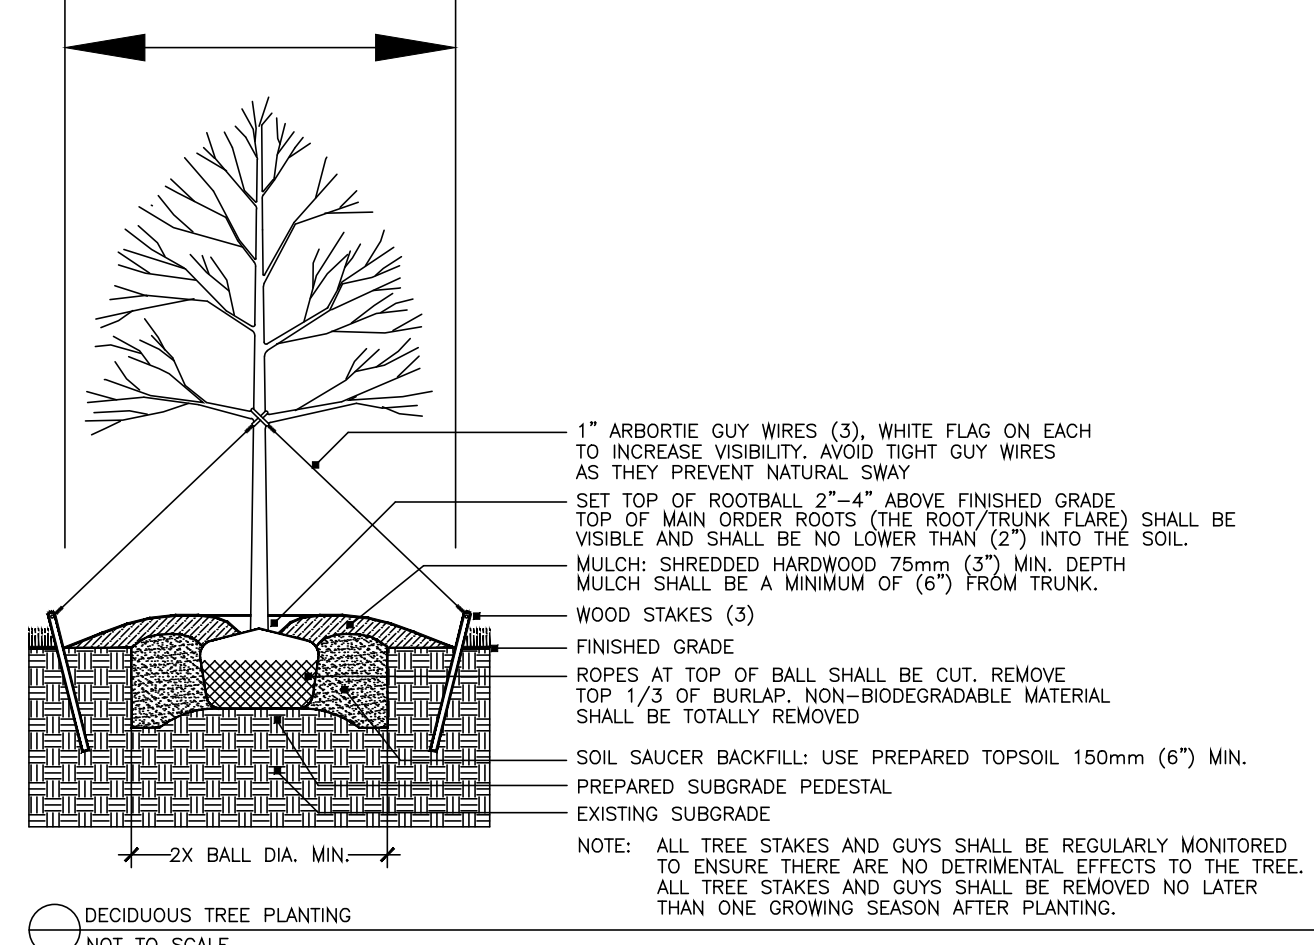 1” ARBORTIE GUY WIRES (3), WHITE FLAG ON EACH
TO INCREASE VISIBILITY. AVOID TIGHT GUY WIRES
AS THEY PREVENT NATURAL SWAY
SET TOP OF ROOTBALL 2”–4” ABOVE FINISHED GRADE
TOP OF MAIN ORDER ROOTS (THE ROOT/TRUNK FLARE) SHALL BE
VISIBLE AND SHALL BE NO LOWER THAN (2”) INTO THE SOIL.
MULCH: SHREDDED HARDWOOD 75mm (3”) MIN. DEPTH
MULCH SHALL BE A MINIMUM OF (6”) FROM TRUNK.
WOOD STAKES (3)
FINISHED GRADE
ROPES AT TOP OF BALL SHALL BE CUT. REMOVE
TOP 1/3 OF BURLAP. NON–BIODEGRADABLE MATERIAL
SHALL BE TOTALLY REMOVED
SOIL SAUCER BACKFILL: USE PREPARED TOPSOIL 150mm (6”) MIN.
PREPARED SUBGRADE PEDESTAL
EXISTING SUBGRADE
NOTE: ALL TREE STAKES AND GUYS SHALL BE REGULARLY MONITORED
TO ENSURE THERE ARE NO DETRIMENTAL EFFECTS TO THE TREE.
ALL TREE STAKES AND GUYS SHALL BE REMOVED NO LATER
THAN ONE GROWING SEASON AFTER PLANTING.
2X BALL DIA. MIN.
DECIDUOUS TREE PLANTING
NOT TO SCALE